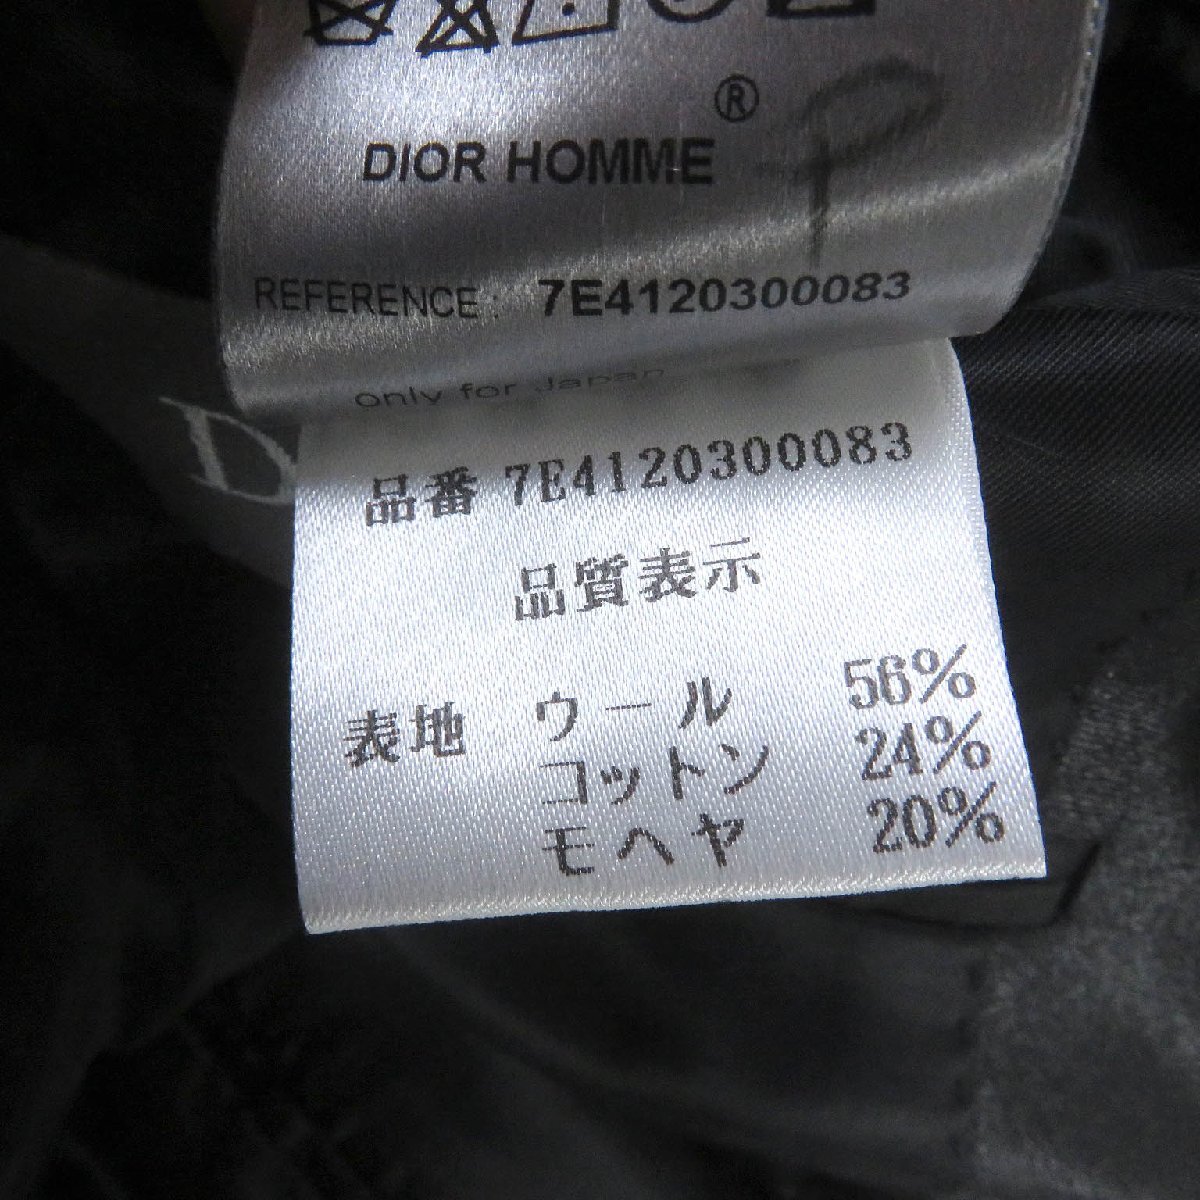 DIOR HOMME®
REFERENCE : 7E4120300083
only for Japan
品番 7E4120300083
品質表示
表地 ウール 56%
コットン 24%
モヘヤ 20%